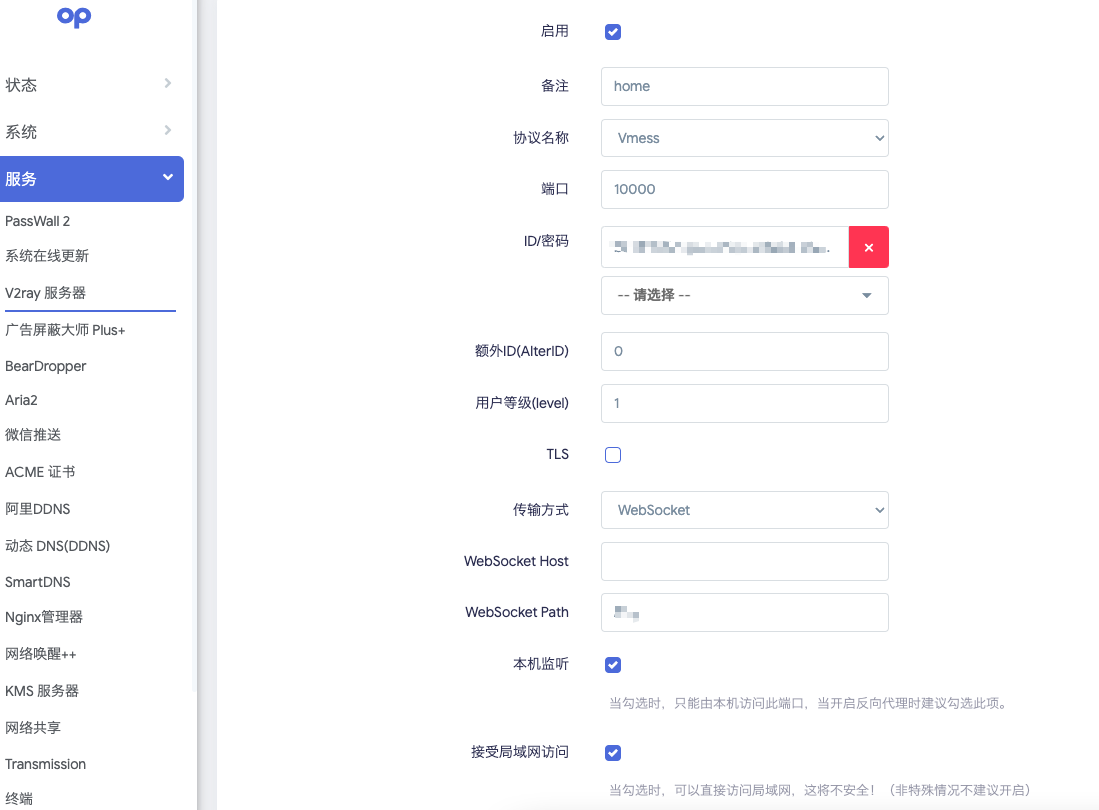 op
状态
系统
服务
PassWall 2
系统在线更新
V2ray 服务器
广告屏蔽大师 Plus+
BearDropper
Aria2
微信推送
ACME 证书
阿里DDNS
动态 DNS(DDNS)
SmartDNS
Nginx管理器
网络唤醒++
KMS 服务器
网络共享
Transmission
终端
启用
备注 home
协议名称 Vmess
端口 10000
ID/密码
-- 请选择 --
额外ID(AlterID) 0
用户等级(level) 1
TLS
传输方式 WebSocket
WebSocket Host
WebSocket Path
本机监听
当勾选时，只能由本机访问此端口，当开启反向代理时建议勾选此项。
接受局域网访问
当勾选时，可以直接访问局域网，这将不安全！（非特殊情况不建议开启）